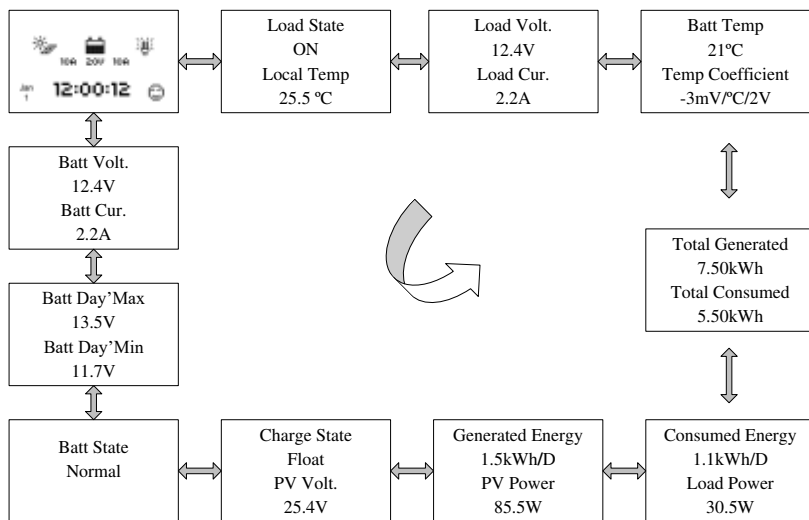 10A 20V 10A
Jan
1
12:00:12
Load State
ON
Local Temp
25.5 ºC
Load Volt.
12.4V
Load Cur.
2.2A
Batt Temp
21ºC
Temp Coefficient
-3mV/ºC/2V
Batt Volt.
12.4V
Batt Cur.
2.2A
Total Generated
7.50kWh
Total Consumed
5.50kWh
Batt Day’Max
13.5V
Batt Day’Min
11.7V
Batt State
Normal
Charge State
Float
PV Volt.
25.4V
Generated Energy
1.5kWh/D
PV Power
85.5W
Consumed Energy
1.1kWh/D
Load Power
30.5W